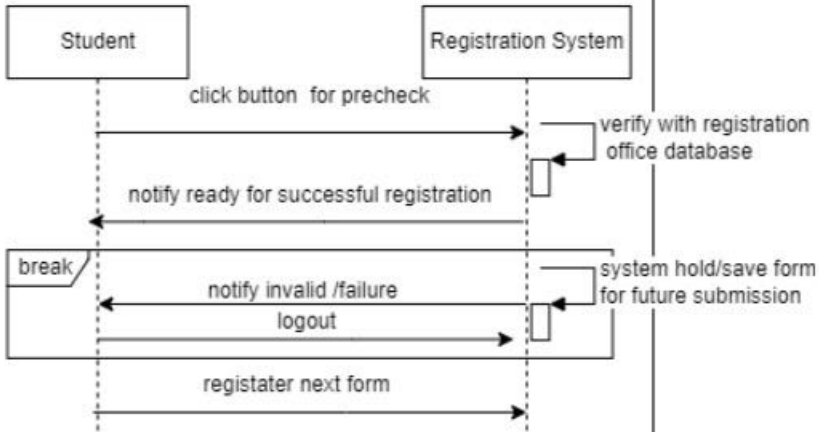 Student
Registration System
click button for precheck
verify with registration
office database
notify ready for successful registration
break
system hold/save form
for future submission
notify invalid /failure
logout
registater next form